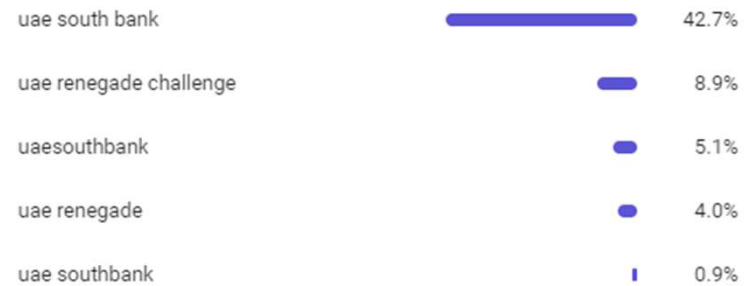 uae south bank 42.7%
uae renegade challenge 8.9%
uaesouthbank 5.1%
uae renegade 4.0%
uae southbank 0.9%